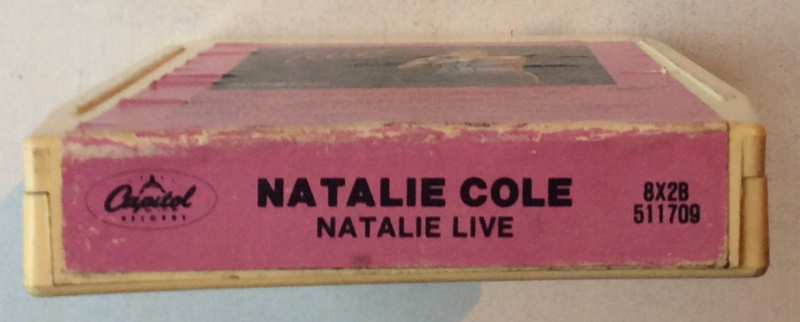 Capitol
RECORDS
NATALIE COLE
NATALIE LIVE
8X2B
511709